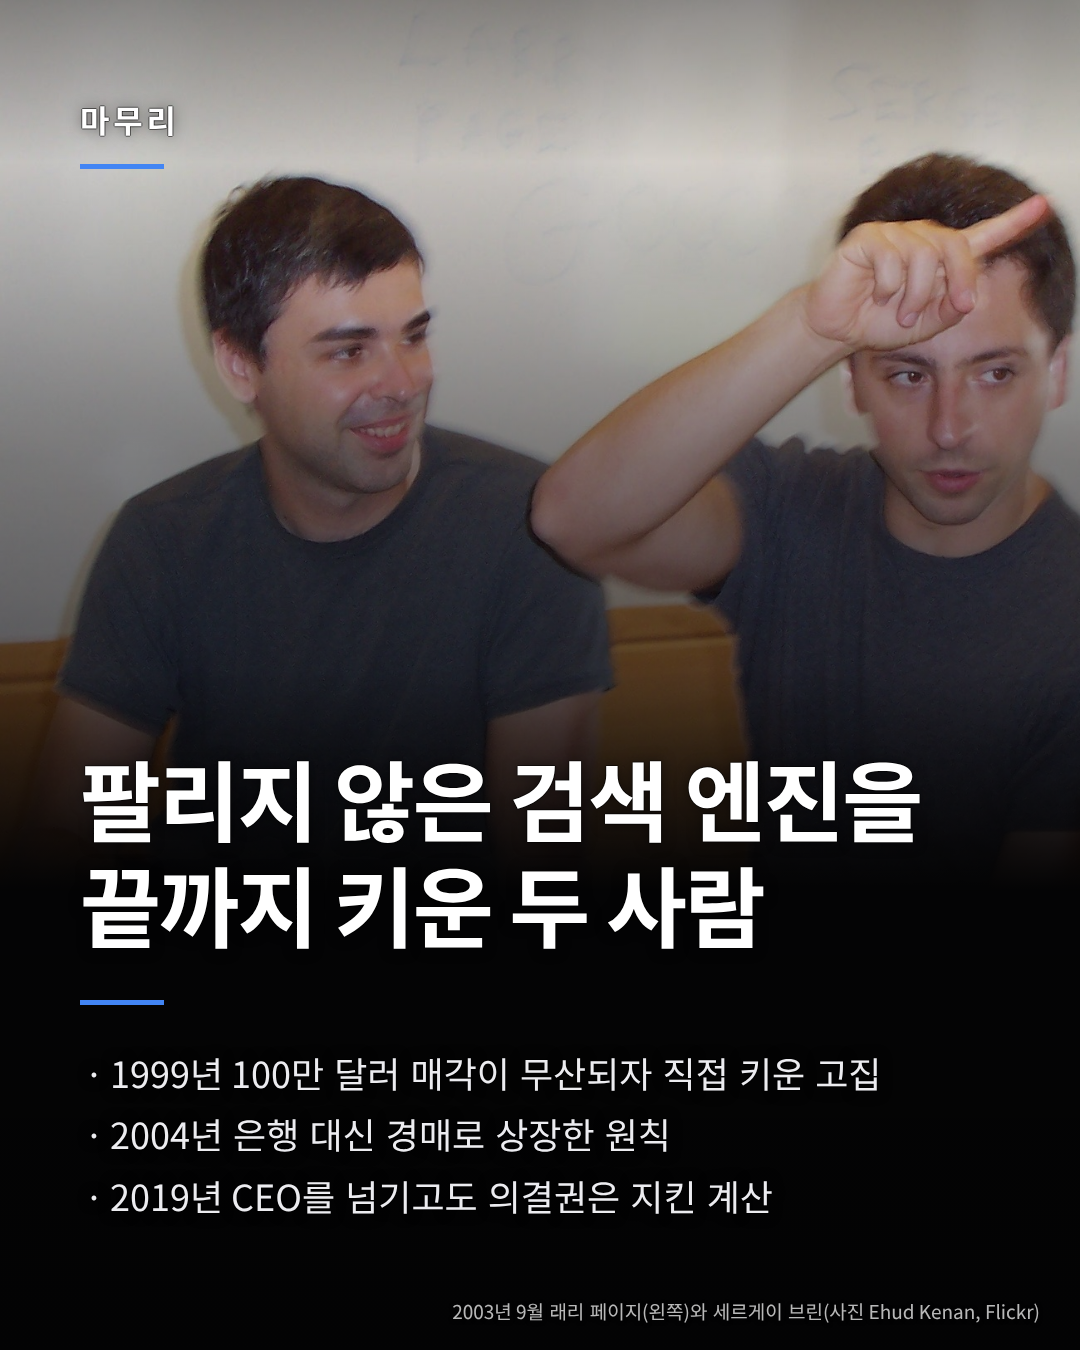 마무리
팔리지 않은 검색 엔진을
끝까지 키운 두 사람
· 1999년 100만 달러 매각이 무산되자 직접 키운 고집
· 2004년 은행 대신 경매로 상장한 원칙
· 2019년 CEO를 넘기고도 의결권은 지킨 계산
2003년 9월 래리 페이지(왼쪽)와 세르게이 브린(사진 Ehud Kenan, Flickr)